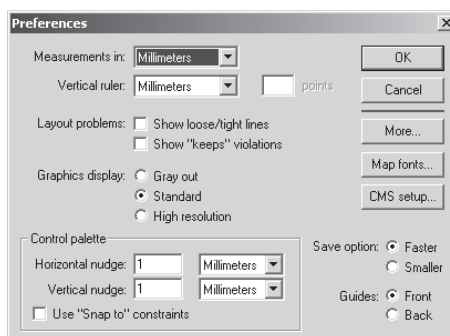 Preferences
Measurements in: Millimeters
OK
Vertical ruler: Millimeters points
Cancel
Layout problems: Show loose/tight lines
More...
Show "keeps" violations
Map fonts...
Graphics display: Gray out
Standard
CMS setup...
High resolution
Control palette
Horizontal nudge: 1 Millimeters
Vertical nudge: 1 Millimeters
Use "Snap to" constraints
Save option: Faster
Smaller
Guides: Front
Back